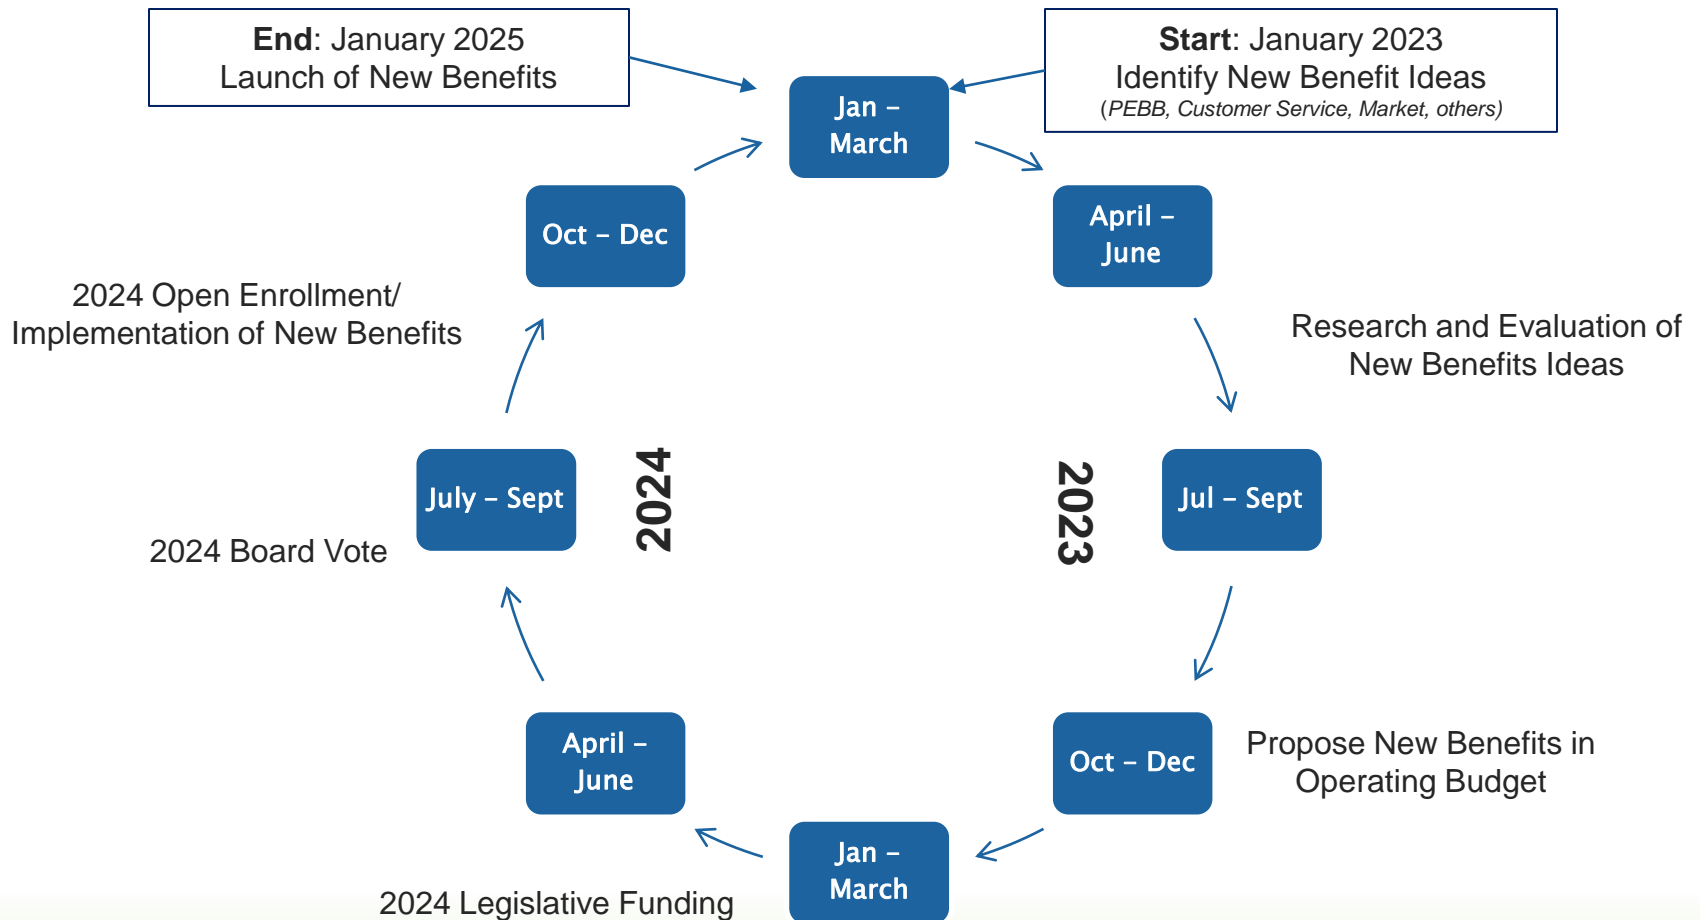 End: January 2025
Launch of New Benefits
Start: January 2023
Identify New Benefit Ideas
(PEBB, Customer Service, Market, others)
Jan –
March
April –
June
Research and Evaluation of
New Benefits Ideas
2023
Jul – Sept
Oct – Dec
Propose New Benefits in
Operating Budget
Jan –
March
2024 Legislative Funding
April –
June
2024 Board Vote
July – Sept
2024
2024 Open Enrollment/
Implementation of New Benefits
Oct – Dec